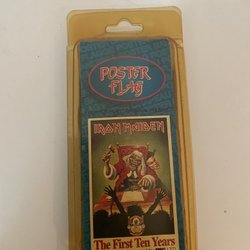 POSTER
FLAG
IRON MAIDEN
The First Ten Years